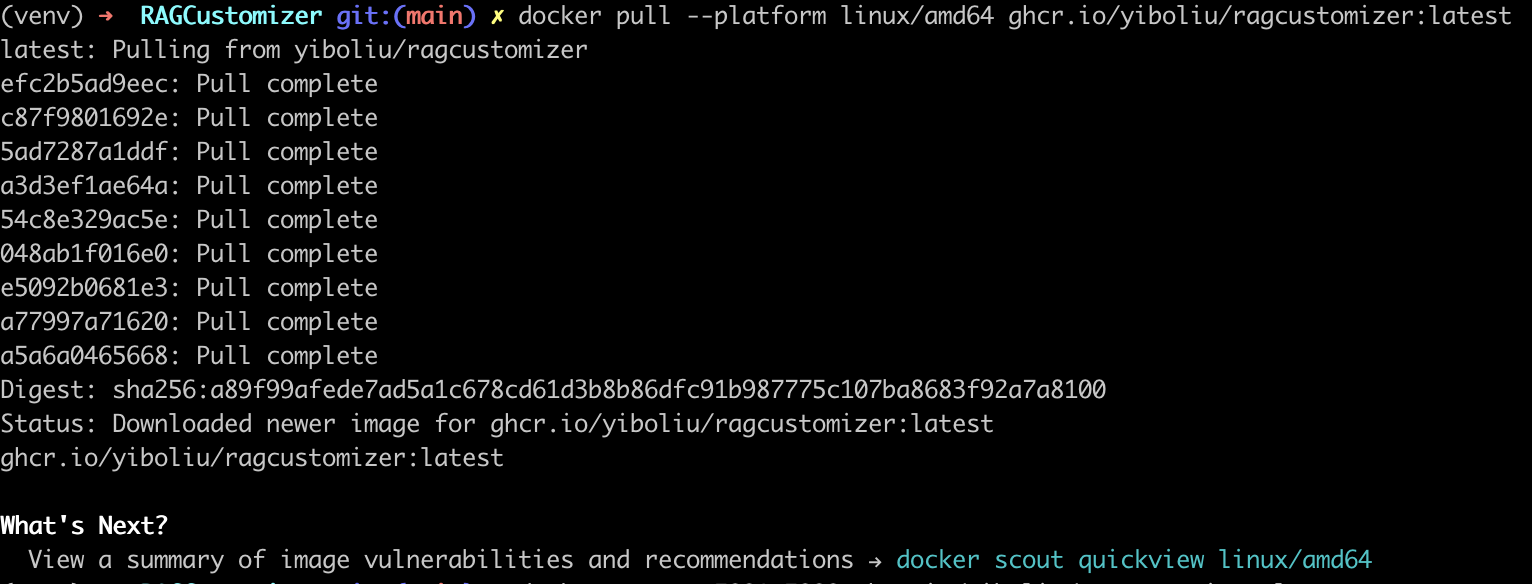 (venv) ➜  RAGCustomizer git:(main) ✗ docker pull --platform linux/amd64 ghcr.io/yiboliu/ragcustomizer:latest
latest: Pulling from yiboliu/ragcustomizer
efc2b5ad9eec: Pull complete
c87f9801692e: Pull complete
5ad7287a1ddf: Pull complete
a3d3ef1ae64a: Pull complete
54c8e329ac5e: Pull complete
048ab1f016e0: Pull complete
e5092b0681e3: Pull complete
a77997a71620: Pull complete
a5a6a0465668: Pull complete
Digest: sha256:a89f99afede7ad5a1c678cd61d3b8b86dfc91b987775c107ba8683f92a7a8100
Status: Downloaded newer image for ghcr.io/yiboliu/ragcustomizer:latest
ghcr.io/yiboliu/ragcustomizer:latest
What's Next?
View a summary of image vulnerabilities and recommendations → docker scout quickview linux/amd64